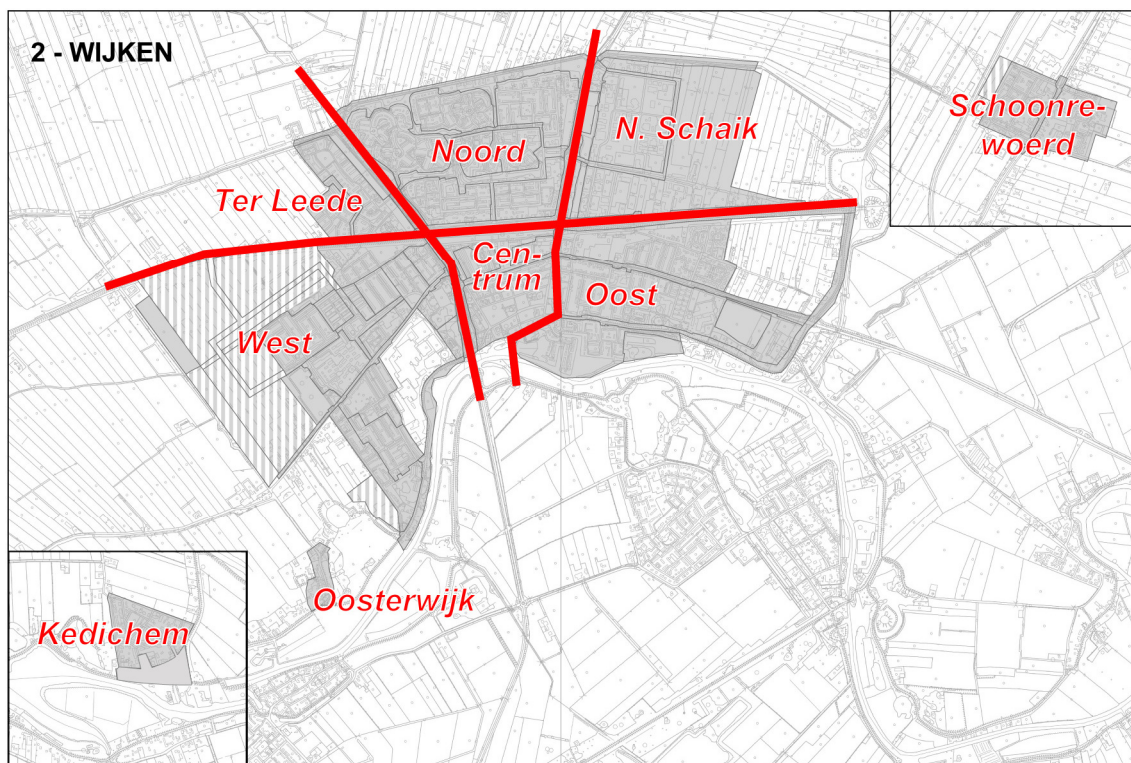 2 - WIJKEN
Schoonre-
woerd
N. Schaik
Noord
Ter Leede
Cen-
trum
Oost
West
Oosterwijk
Kedichem